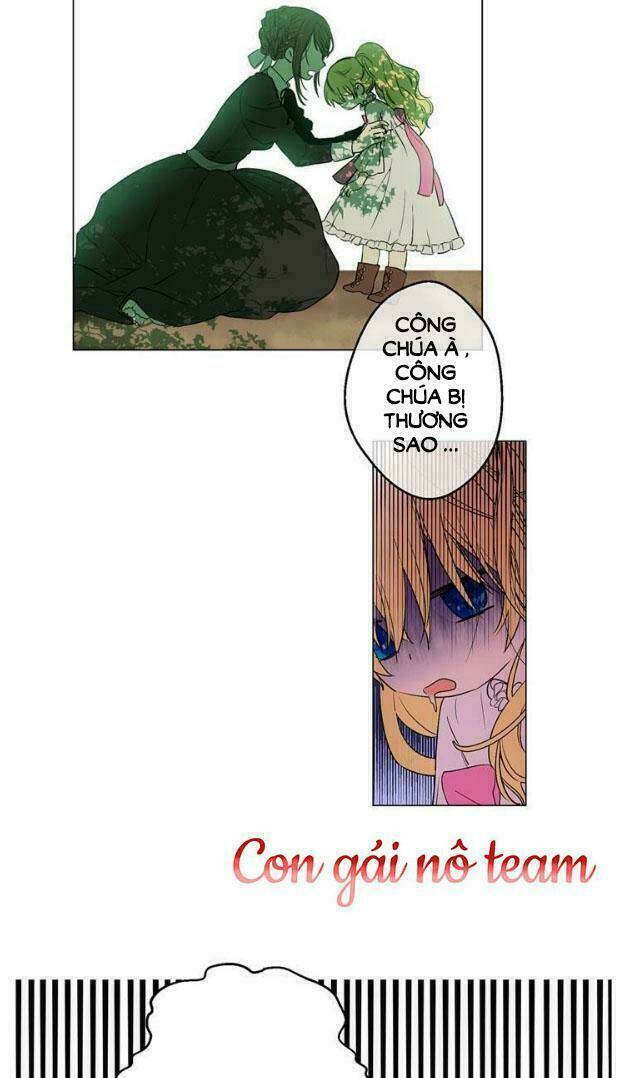 CÔNG
CHÚA À ,
CÔNG
CHÚA BỊ
THƯƠNG
SAO ...
Con gái nô team